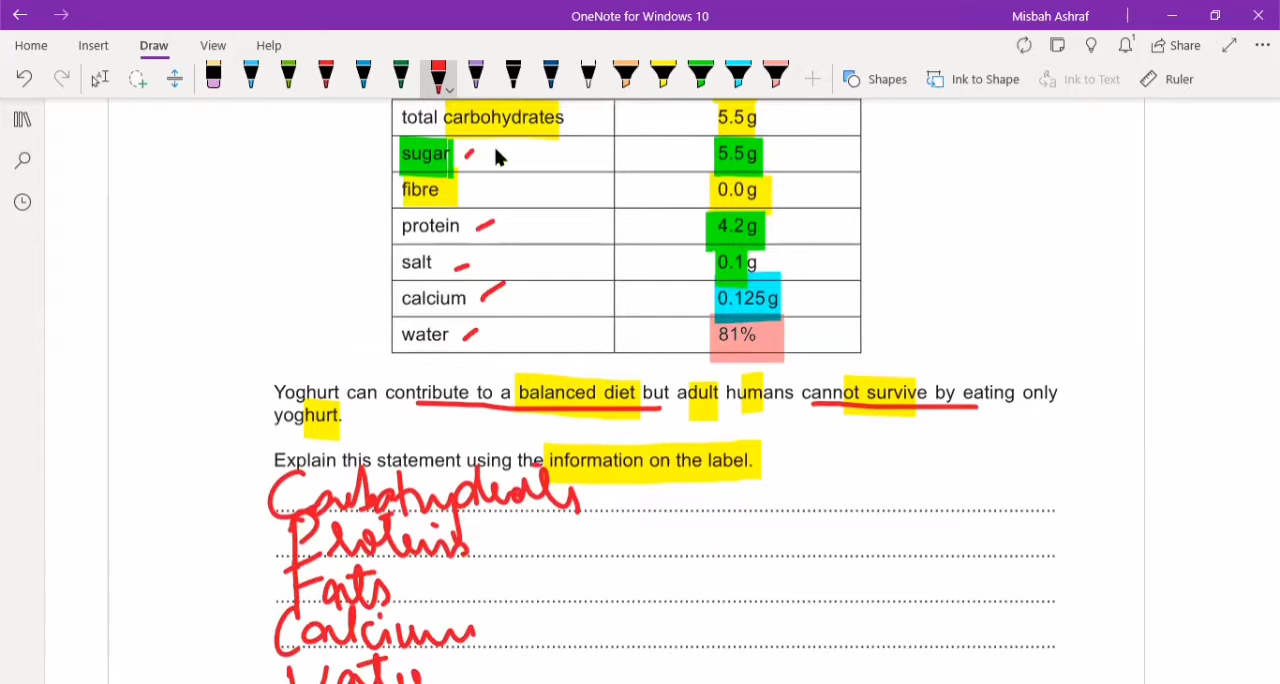 OneNote for Windows 10
Misbah Ashraf
Home Insert Draw View Help
Share
Shapes Ink to Shape Ink to Text Ruler
total carbohydrates 5.5 g
sugar 5.5 g
fibre 0.0 g
protein 4.2 g
salt 0.1 g
calcium 0.125 g
water 81%
Yoghurt can contribute to a balanced diet but adult humans cannot survive by eating only
yoghurt.
Explain this statement using the information on the label.
Carbohydrates
Proteins
Fats
Calcium